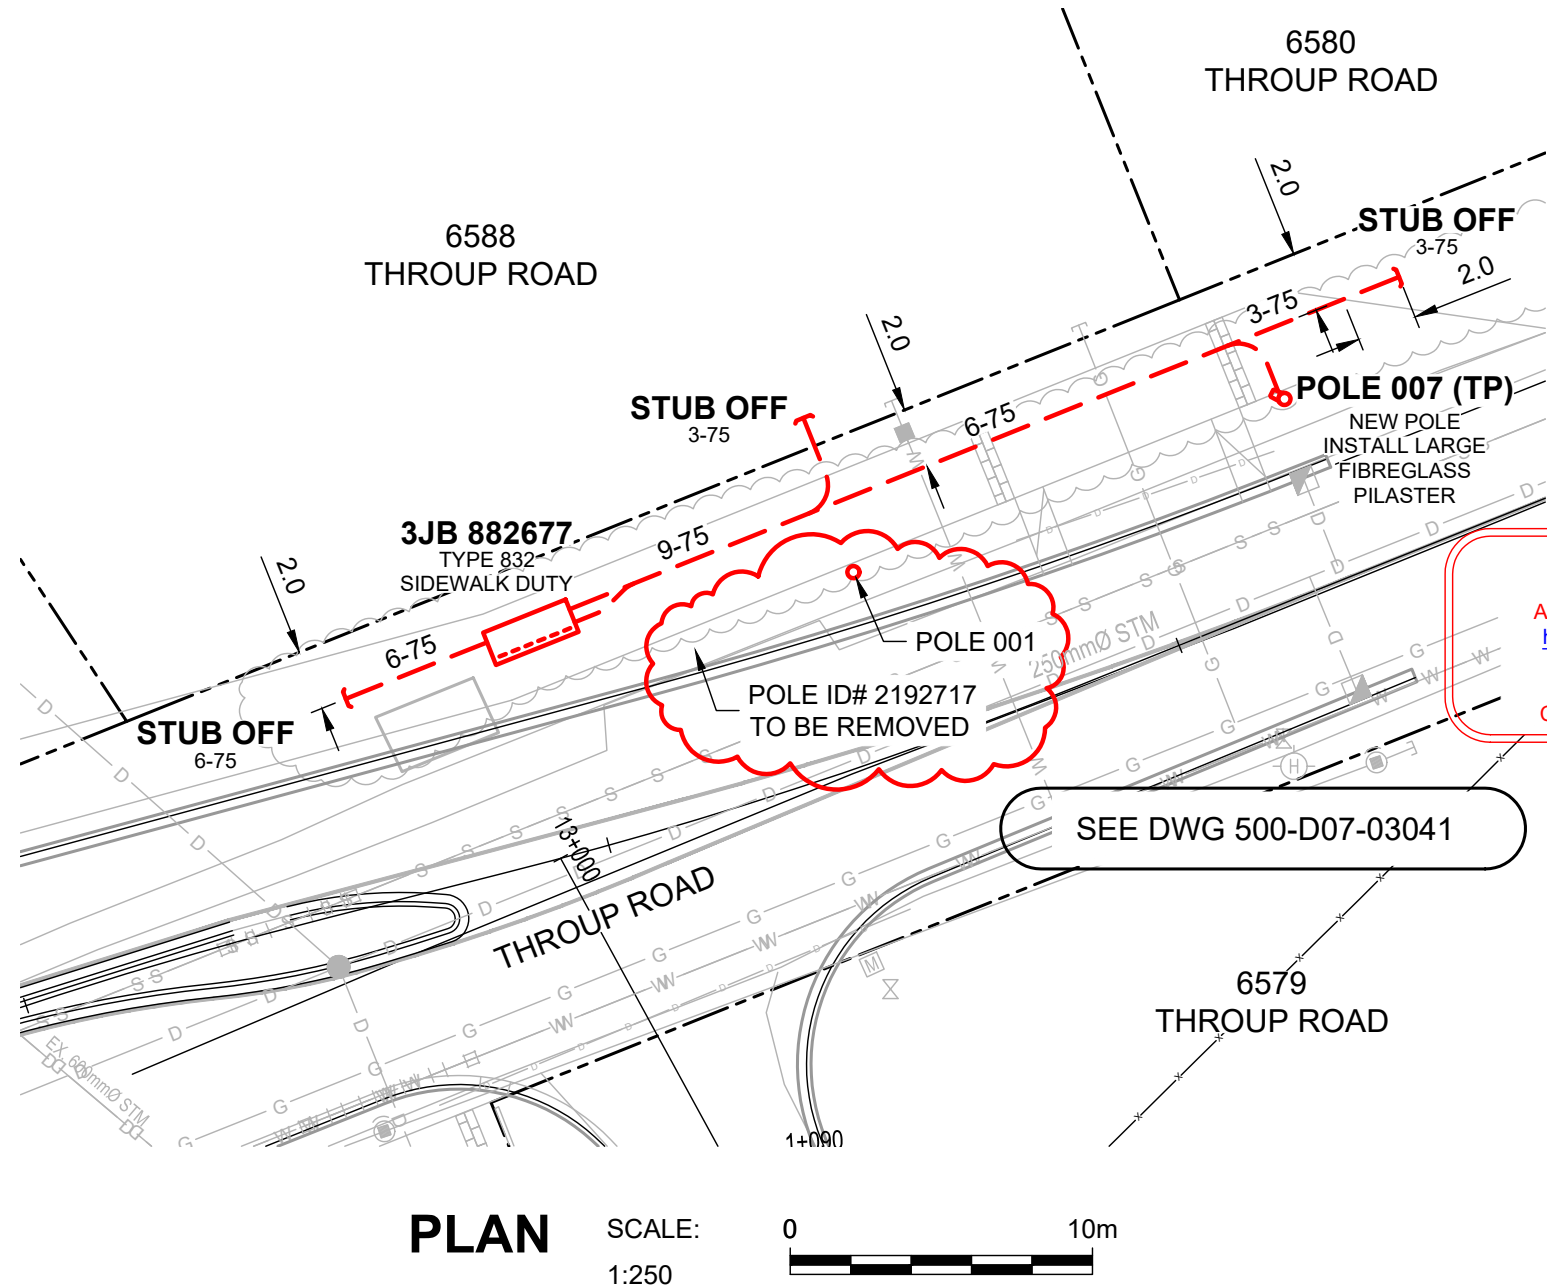 6580
THROUP ROAD
2.0
STUB OFF
3-75
2.0
6588
THROUP ROAD
3-75
2.0
POLE 007 (TP)
NEW POLE
INSTALL LARGE
FIBREGLASS
PILASTER
STUB OFF
3-75
6-75
3JB 882677
TYPE 832
SIDEWALK DUTY
9-75
2.0
6-75
POLE 001
250mmØ STM
POLE ID# 2192717
TO BE REMOVED
STUB OFF
6-75
H
13+000
SEE DWG 500-D07-03041
THROUP ROAD
M
6579
THROUP ROAD
EX. 600mmØ STM
1+090
PLAN
SCALE:
1:250
0
10m